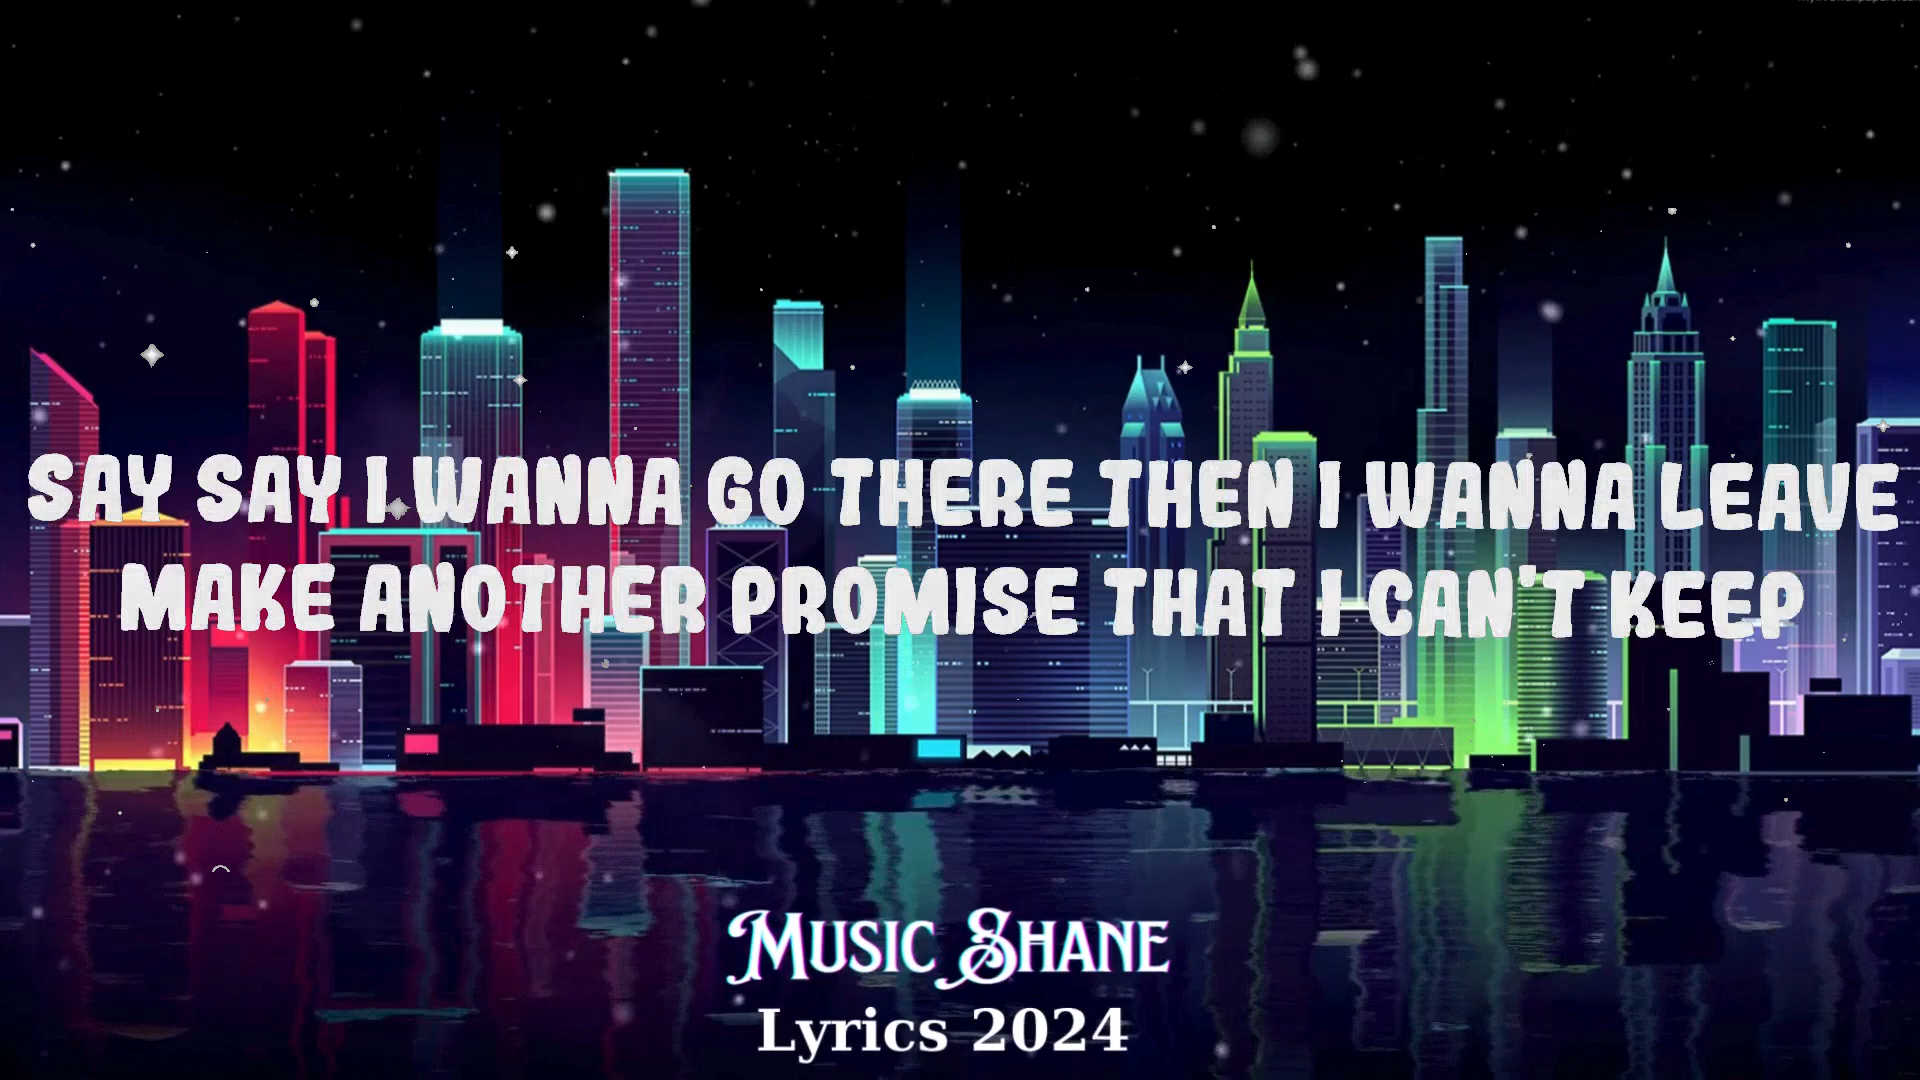 SAY SAY I WANNA GO THERE THEN I WANNA LEAVE
MAKE ANOTHER PROMISE THAT I CAN'T KEEP
MUSIC SHANE
Lyrics 2024